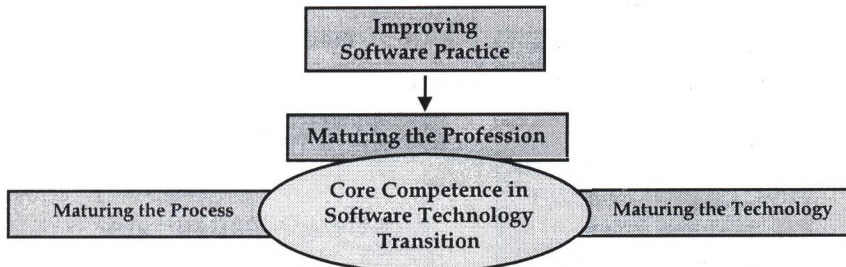 Improving
Software Practice
Maturing the Profession
Core Competence in
Software Technology
Transition
Maturing the Process
Maturing the Technology